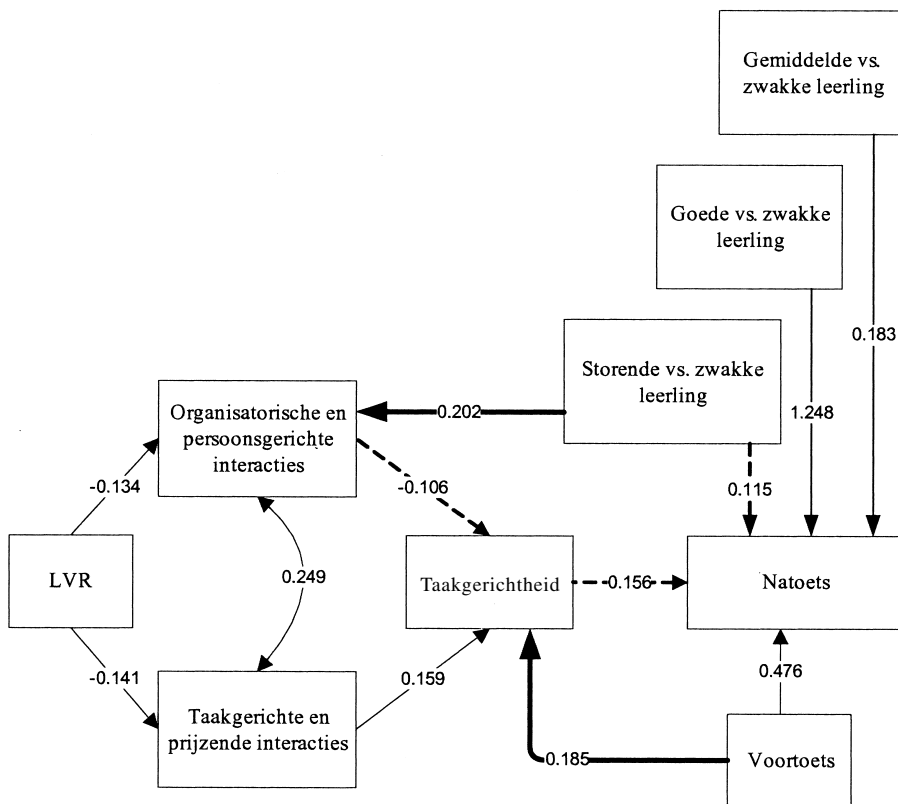 Gemiddelde vs.
zwakke leerling
Goede vs. zwakke
leerling
0.183
Storende vs. zwakke
leerling
Organisatorische en
persoonsgerichte
interacties
0.202
1.248
-0.134
-0.106
0.115
LVR
0.249
Taakgerichtheid
0.156
Natoets
-0.141
0.159
0.476
Taakgerichte en
prijzende interacties
0.185
Voortoets